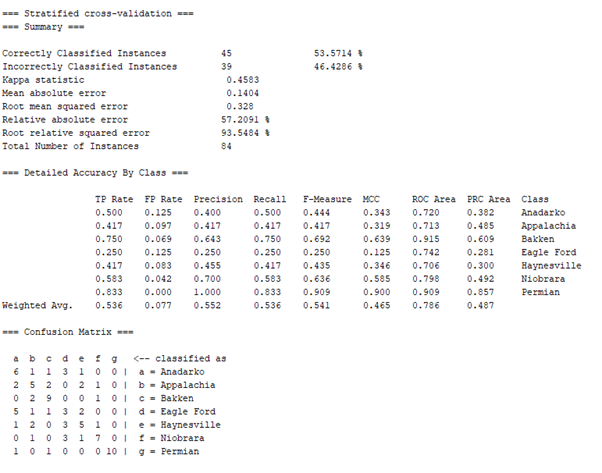 === Stratified cross-validation ===
=== Summary ===
Correctly Classified Instances 45 53.5714 %
Incorrectly Classified Instances 39 46.4286 %
Kappa statistic 0.4583
Mean absolute error 0.1404
Root mean squared error 0.328
Relative absolute error 57.2091 %
Root relative squared error 93.5484 %
Total Number of Instances 84
=== Detailed Accuracy By Class ===
TP Rate FP Rate Precision Recall F-Measure MCC ROC Area PRC Area Class
0.500 0.125 0.400 0.500 0.444 0.343 0.720 0.382 Anadarko
0.417 0.097 0.417 0.417 0.417 0.319 0.713 0.485 Appalachia
0.750 0.069 0.643 0.750 0.692 0.639 0.915 0.609 Bakken
0.250 0.125 0.250 0.250 0.250 0.125 0.742 0.281 Eagle Ford
0.417 0.083 0.455 0.417 0.435 0.346 0.706 0.300 Haynesville
0.583 0.042 0.700 0.583 0.636 0.585 0.798 0.492 Niobrara
0.833 0.000 1.000 0.833 0.909 0.900 0.909 0.857 Permian
Weighted Avg. 0.536 0.077 0.552 0.536 0.541 0.465 0.786 0.487
=== Confusion Matrix ===
a b c d e f g <-- classified as
6 1 1 3 1 0 0 | a = Anadarko
2 5 2 0 2 1 0 | b = Appalachia
0 2 9 0 0 1 0 | c = Bakken
5 1 1 3 2 0 0 | d = Eagle Ford
1 2 0 3 5 1 0 | e = Haynesville
0 1 0 3 1 7 0 | f = Niobrara
1 0 1 0 0 0 10 | g = Permian